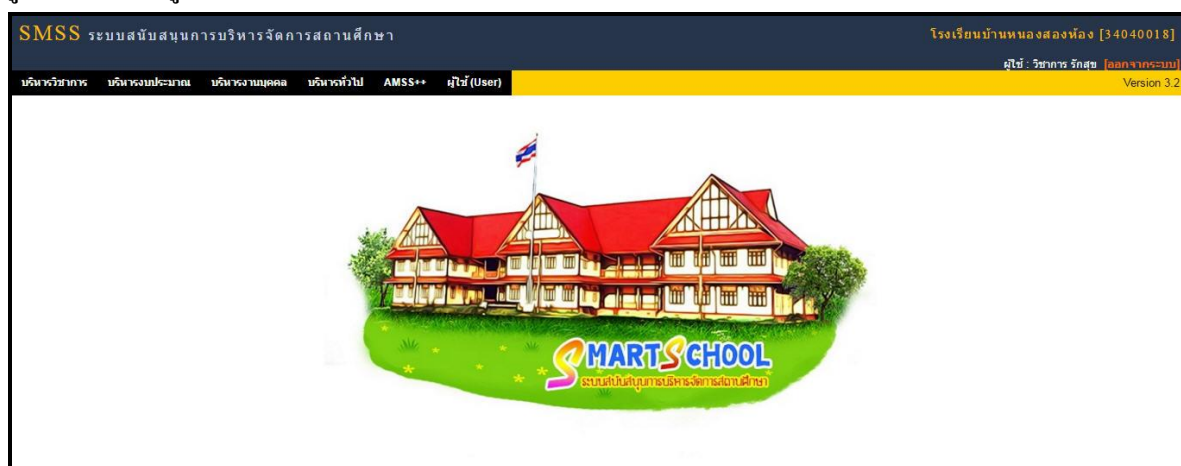 SMSS ระบบสนับสนุนการบริหารจัดการสถานศึกษา
โรงเรียนบ้านหนองสองห้อง [34040018]
ผู้ใช้ : วิชาการ รักสุข [ออกจากระบบ]
บริหารวิชาการ บริหารงบประมาณ บริหารงานบุคคล บริหารทั่วไป AMSS++ ผู้ใช้ (User)
Version 3.2
SMARTSCHOOL
ระบบสนับสนุนการบริหารจัดการสถานศึกษา